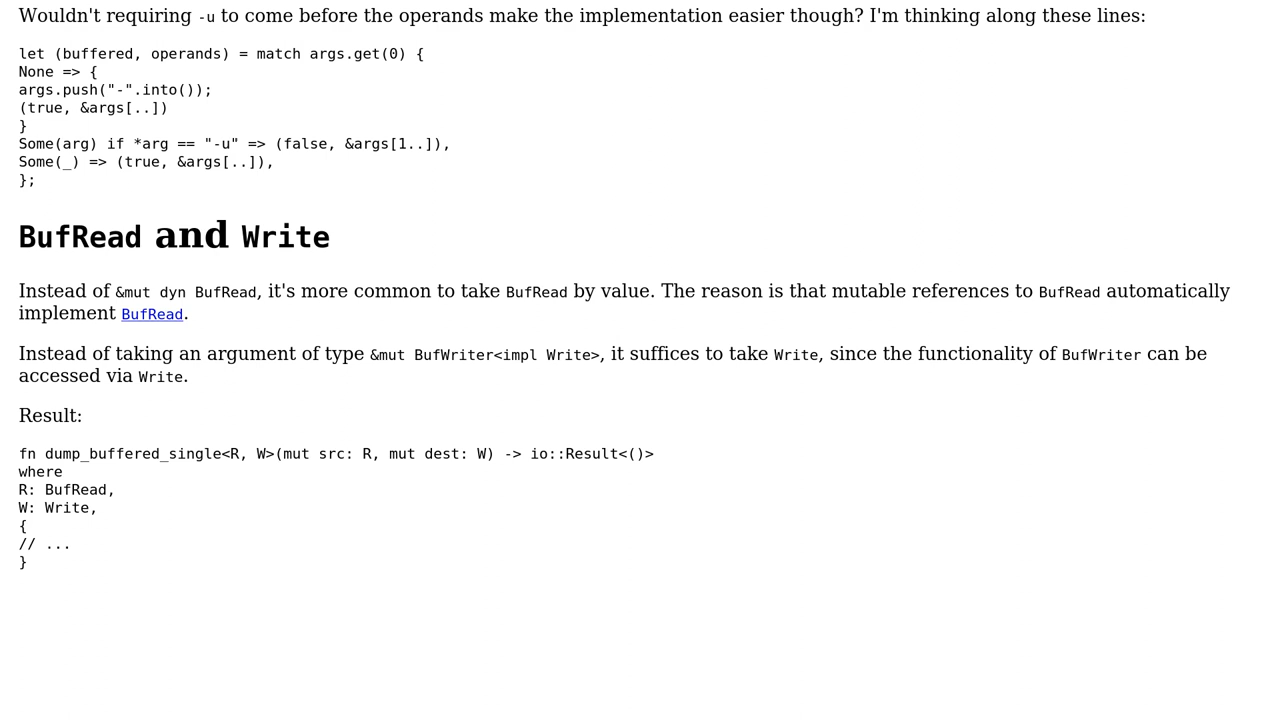 Wouldn't requiring -u to come before the operands make the implementation easier though? I'm thinking along these lines:
let (buffered, operands) = match args.get(0) {
None => {
args.push("-".into());
(true, &args[..])
}
Some(arg) if *arg == "-u" => (false, &args[1..]),
Some(_) => (true, &args[..]),
};
BufRead and Write
Instead of &mut dyn BufRead, it's more common to take BufRead by value. The reason is that mutable references to BufRead automatically
implement BufRead.
Instead of taking an argument of type &mut BufWriter<impl Write>, it suffices to take Write, since the functionality of BufWriter can be
accessed via Write.
Result:
fn dump_buffered_single<R, W>(mut src: R, mut dest: W) -> io::Result<()>
where
R: BufRead,
W: Write,
{
// ...
}